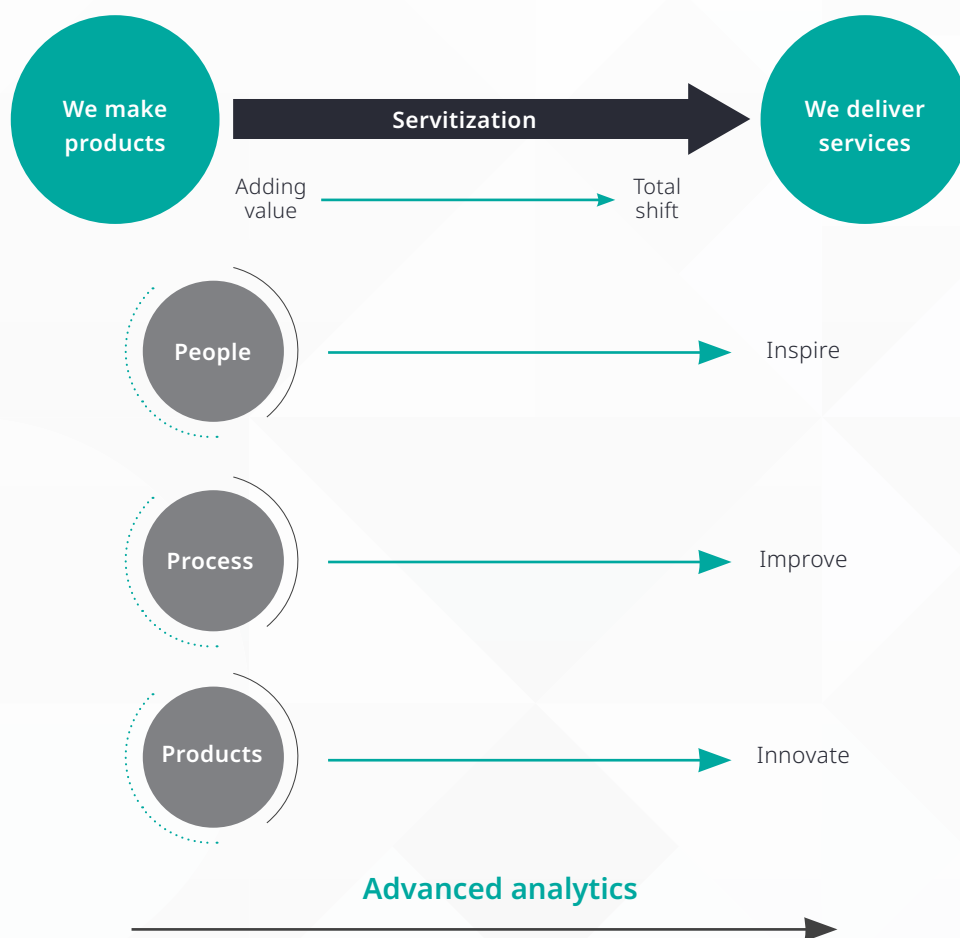 We make
products
Servitization
We deliver
services
Adding
value
Total
shift
People
Inspire
Process
Improve
Products
Innovate
Advanced analytics